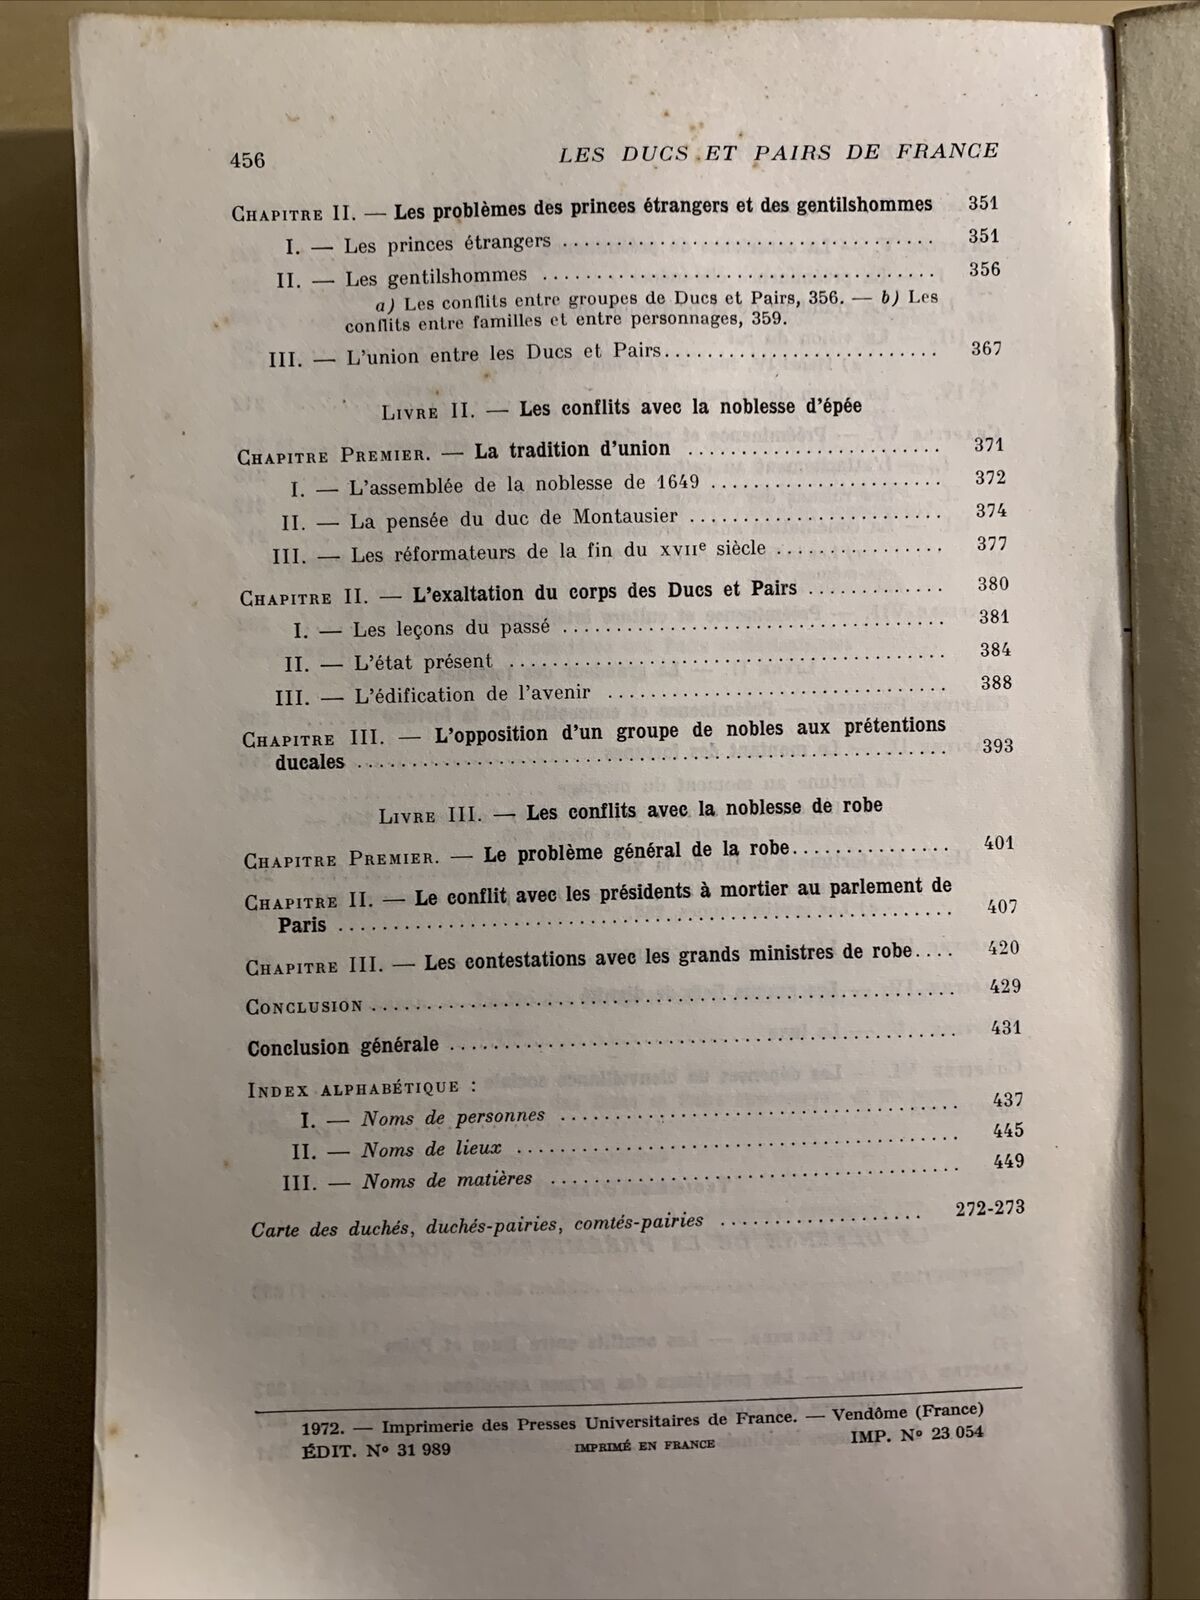 456 LES DUCS ET PAIRS DE FRANCE
CHAPITRE II. — Les problèmes des princes étrangers et des gentilshommes 351
I. — Les princes étrangers .................................. 351
II. — Les gentilshommes .................................... 356
a) Les conflits entre groupes de Ducs et Pairs, 356. — b) Les
conflits entre familles et entre personnages, 359.
III. — L'union entre les Ducs et Pairs......................... 367
LIVRE II. — Les conflits avec la noblesse d'épée
CHAPITRE PREMIER. — La tradition d'union ....................... 371
I. — L'assemblée de la noblesse de 1649 ..................... 372
II. — La pensée du duc de Montausier ....................... 374
III. — Les réformateurs de la fin du XVIIe siècle ................ 377
CHAPITRE II. — L'exaltation du corps des Ducs et Pairs ............. 380
I. — Les leçons du passé ................................... 381
II. — L'état présent ........................................ 384
III. — L'édification de l'avenir ............................... 388
CHAPITRE III. — L'opposition d'un groupe de nobles aux prétentions
ducales ...................................................... 393
LIVRE III. — Les conflits avec la noblesse de robe
CHAPITRE PREMIER. — Le problème général de la robe............... 401
CHAPITRE II. — Le conflit avec les présidents à mortier au parlement de
Paris ........................................................ 407
CHAPITRE III. — Les contestations avec les grands ministres de robe.... 420
CONCLUSION ..................................................... 429
Conclusion générale .............................................. 431
INDEX ALPHABÉTIQUE :
I. — Noms de personnes .................................... 437
II. — Noms de lieux ........................................ 445
III. — Noms de matières ..................................... 449
Carte des duchés, duchés-pairies, comtés-pairies ................... 272-273
1972. — Imprimerie des Presses Universitaires de France. — Vendôme (France)
ÉDIT. N° 31 989 IMPRIMÉ EN FRANCE IMP. N° 23 054